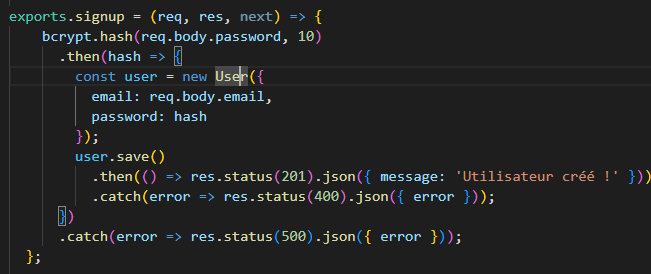 exports.signup = (req, res, next) => {
bcrypt.hash(req.body.password, 10)
.then(hash => {
const user = new User({
email: req.body.email,
password: hash
});
user.save()
.then(() => res.status(201).json({ message: 'Utilisateur créé !' }))
.catch(error => res.status(400).json({ error }));
})
.catch(error => res.status(500).json({ error }));
};